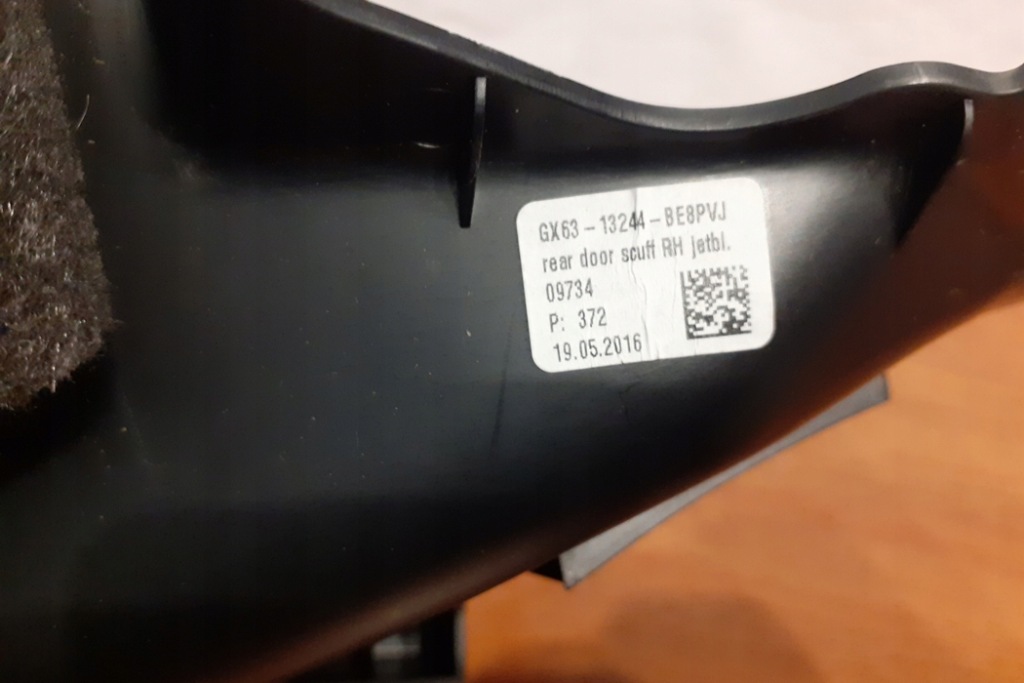 GX63-13244-BE8PVJ
rear door scuff RH jetbl.
09734
P: 372
19.05.2016